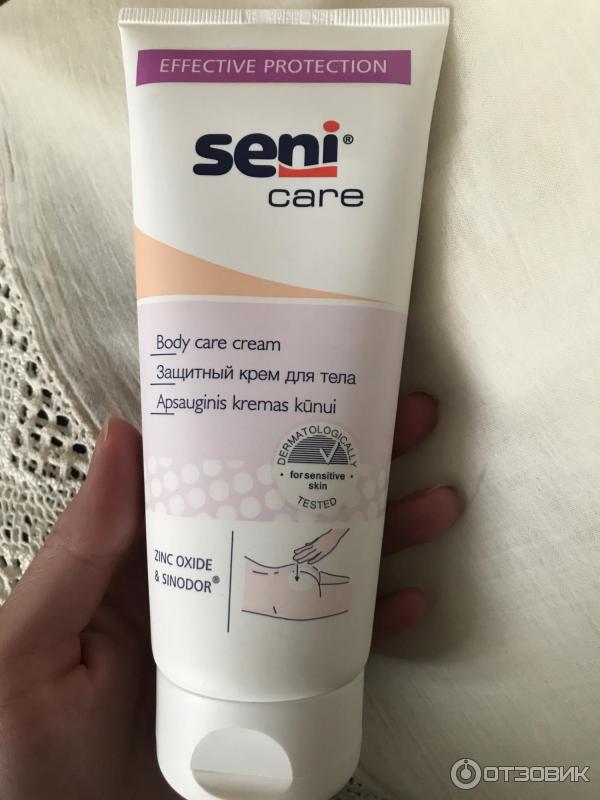 EFFECTIVE PROTECTION
seni®
care
Body care cream
Защитный крем для тела
Apsauginis kremas kūnui
DERMATOLOGICALLY
for sensitive
skin
TESTED
ZINC OXIDE
& SINODOR®
ОТЗОВИК